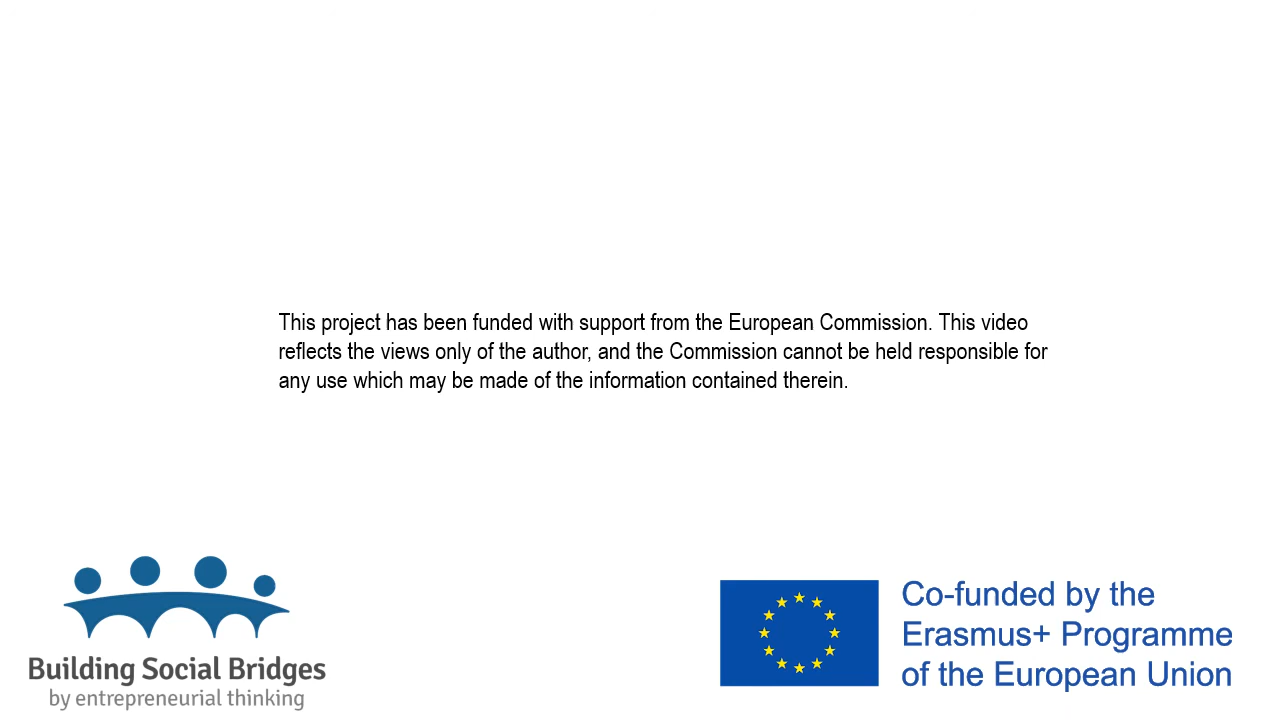 This project has been funded with support from the European Commission. This video
reflects the views only of the author, and the Commission cannot be held responsible for
any use which may be made of the information contained therein.
Building Social Bridges
by entrepreneurial thinking
Co-funded by the
Erasmus+ Programme
of the European Union